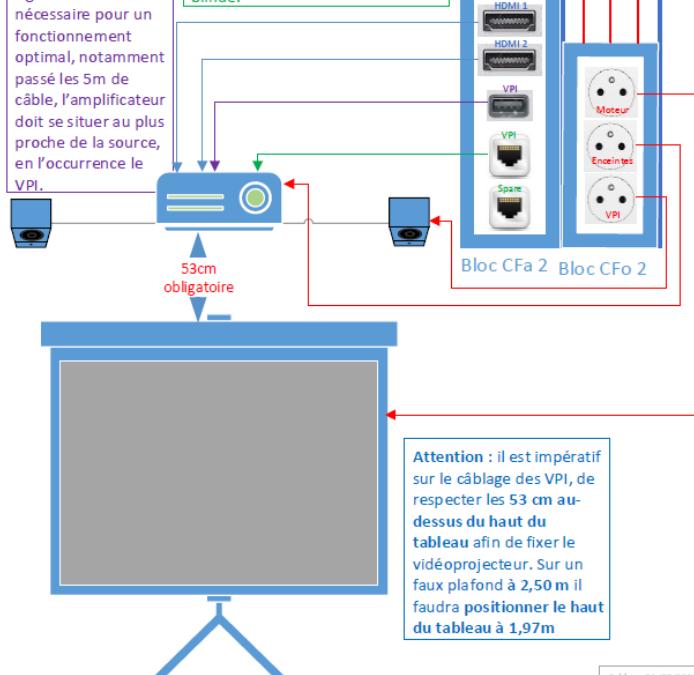 nécessaire pour un
fonctionnement
optimal, notamment
passé les 5m de
câble, l’amplificateur
doit se situer au plus
proche de la source,
en l’occurrence le
VPI.
HDMI 1
HDMI 2
VPI
VPI
Spare
Moteur
Enceintes
VPI
Bloc CFa 2
Bloc CFo 2
53cm
obligatoire
Attention : il est impératif
sur le câblage des VPI, de
respecter les 53 cm au-
dessus du haut du
tableau afin de fixer le
vidéoprojecteur. Sur un
faux plafond à 2,50 m il
faudra positionner le haut
du tableau à 1,97m